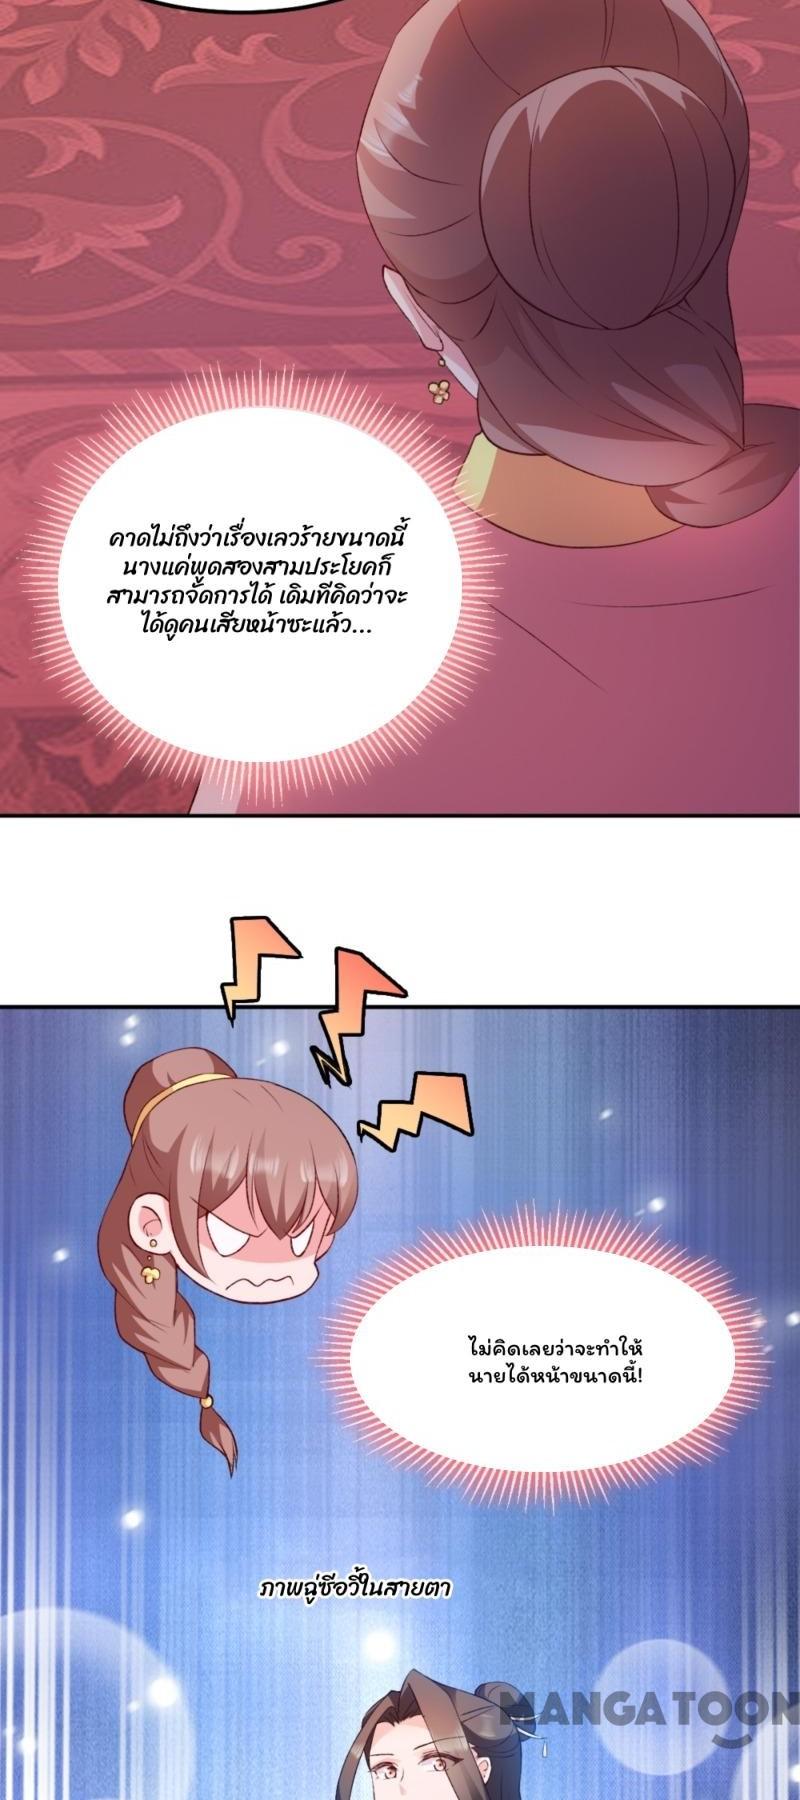 คาดไม่ถึงว่าเรื่องเลวร้ายขนาดนี้
นางแค่พูดสองสามประโยคก็
สามารถจัดการได้ เดิมทีคิดว่าจะ
ได้ดูคนเสียหน้าซะแล้ว...
ไม่คิดเลยว่าจะทำให้
นายได้หน้าขนาดนี้!
ภาพฉู่ซีอวี้ในสายตา
MANGATOON